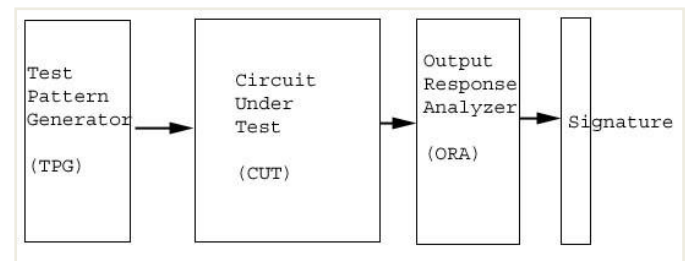 Test
Pattern
Generator
(TPG)
Circuit
Under
Test
(CUT)
Output
Response
Analyzer
(ORA)
Signature